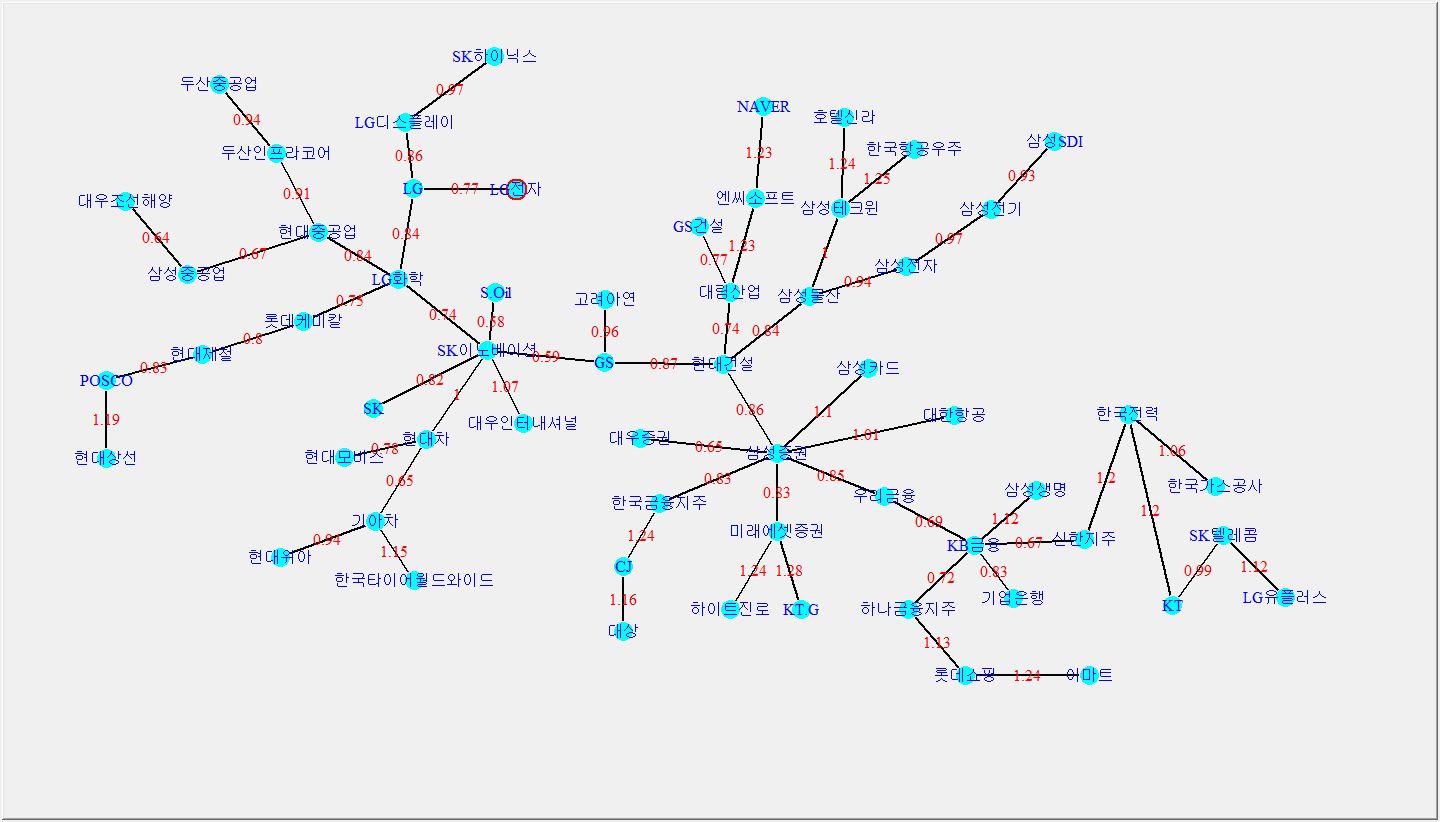 SK하이닉스
두산중공업
0.97
NAVER
0.94
LG디스플레이
호텔신라
두산인프라코어
0.86
1.23
1.24
한국항공우주
삼성SDI
0.91
LG
0.77
LG전자
1.25
0.93
대우조선해양
엔씨소프트
삼성테크윈
삼성전기
0.64
현대중공업
0.84
GS건설
1.23
1
0.97
0.67
0.84
0.77
삼성중공업
LG화학
삼성전자
0.75
S.Oil
고려아연
대림산업
삼성물산
0.94
롯데케미칼
0.74
0.58
0.96
0.74
0.84
0.8
현대제철
SK이노베이션
0.59
GS
0.87
현대건설
0.83
POSCO
0.82
1
1.07
삼성카드
1.19
SK
0.86
1.1
대한항공
한국전력
대우인터내셔널
현대차
0.78
대우증권
0.65
1.01
현대상선
현대모비스
삼성증권
1.06
0.65
0.83
0.85
1.2
한국가스공사
한국금융지주
0.83
우리금융
삼성생명
1.2
기아차
0.69
1.12
0.94
1.24
미래에셋증권
KB금융
0.67
신한지주
SK텔레콤
현대위아
1.15
CJ
1.24
1.28
0.72
0.83
0.99
1.12
한국타이어월드와이드
1.16
하이트진로
KT.G
하나금융지주
기업은행
KT
LG유플러스
대상
1.13
롯데쇼핑
1.24
이마트